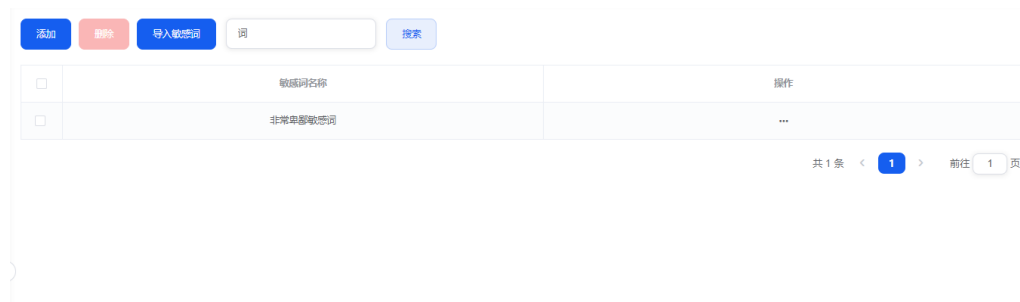 添加 删除 导入敏感词 词 搜索
敏感词名称 操作
非常卑鄙敏感词 ···
共 1 条 < 1 > 前往 1 页